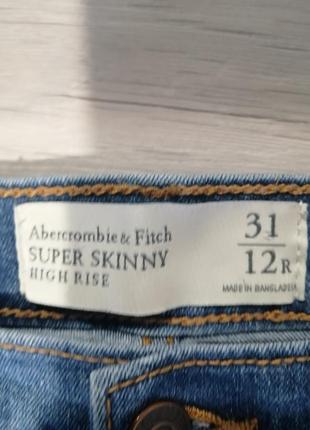 Abercrombie & Fitch
SUPER SKINNY
HIGH RISE
31
12R
MADE IN BANGLADESH